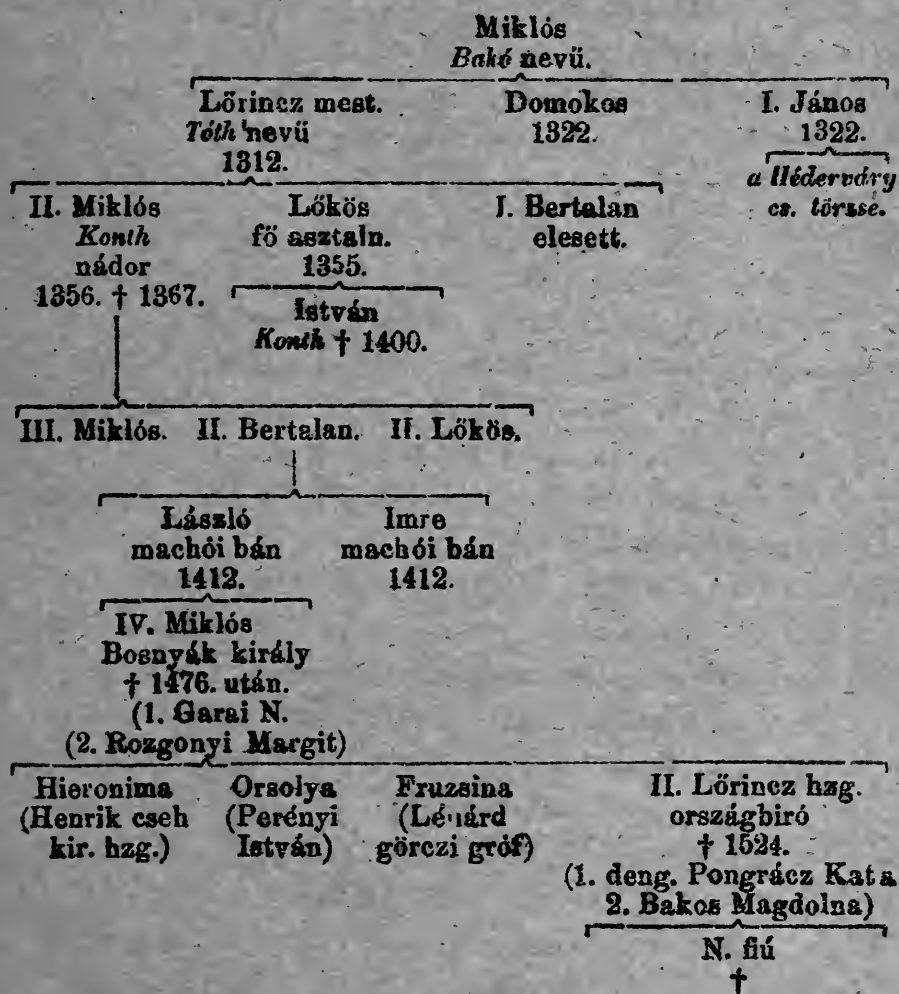 Miklós
Bakó nevü.
Lőrincz mest. Domokos I. János
Tóth nevü 1322. 1322.
1312. a Héderváry
II. Miklós Lőkös I. Bertalan cs. törzse.
Konth fő asztaln. elesett.
nádor 1355.
1356. † 1367.
István
Konth † 1400.
III. Miklós. II. Bertalan. II. Lőkös.
László Imre
machói bán machói bán
1412. 1412.
IV. Miklós
Bosnyák király
† 1476. után.
(1. Garai N.
(2. Rozgonyi Margit)
Hieronima Orsolya Fruzsina II. Lőrincz hzg.
(Henrik cseh (Perényi (Lénárd országbiró
kir. hzg.) István) görczi gróf) † 1524.
(1. deng. Pongrácz Kata
2. Bakos Magdolna)
N. fiú
†